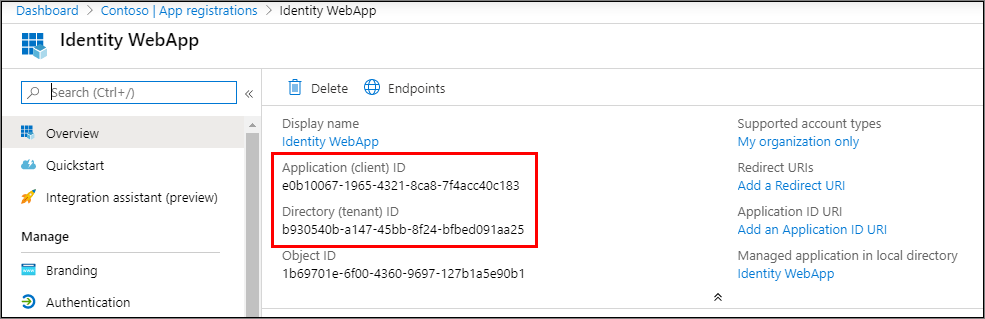 Dashboard > Contoso | App registrations > Identity WebApp
Identity WebApp
Search (Ctrl+/)
«
Overview
Quickstart
Integration assistant (preview)
Manage
Branding
Authentication
Delete
Endpoints
Display name
Identity WebApp
Application (client) ID
e0b10067-1965-4321-8ca8-7f4acc40c183
Directory (tenant) ID
b930540b-a147-45bb-8f24-bfbed091aa25
Object ID
1b69701e-6f00-4360-9697-127b1a5e90b1
Supported account types
My organization only
Redirect URIs
Add a Redirect URI
Application ID URI
Add an Application ID URI
Managed application in local directory
Identity WebApp